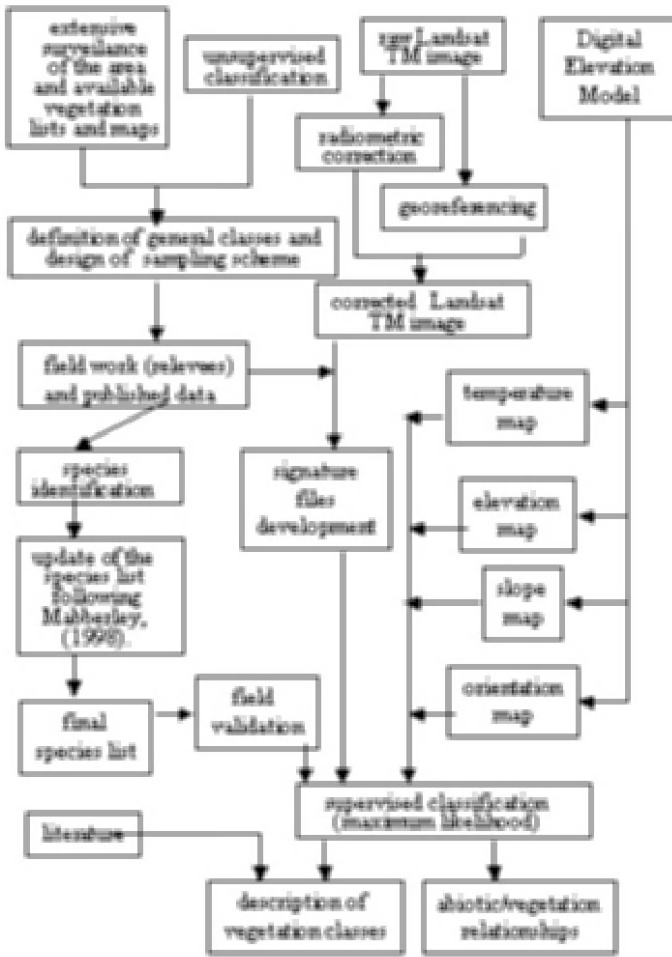 extensive
surveillance
of the area
and available
vegetation
lists and maps
unsupervised
classification
raw Landsat
TM image
Digital
Elevation
Model
radiometric
correction
georeferencing
definition of general classes and
design of sampling scheme
corrected Landsat
TM image
field work (relevees)
and published data
temperature
map
species
identification
signature
files
development
elevation
map
update of the
species list
following
Mabberley,
(1998).
slope
map
orientation
map
field
validation
final
species list
supervised classification
(maximum likelihood)
literature
description of
vegetation classes
abiotic/vegetation
relationships